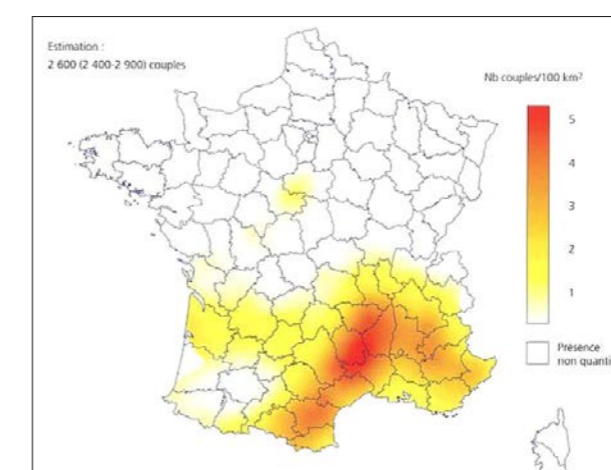 Estimation :
2 600 (2 400-2 900) couples
Nb couples/100 km²
5
4
3
2
1
Présence
non quanti